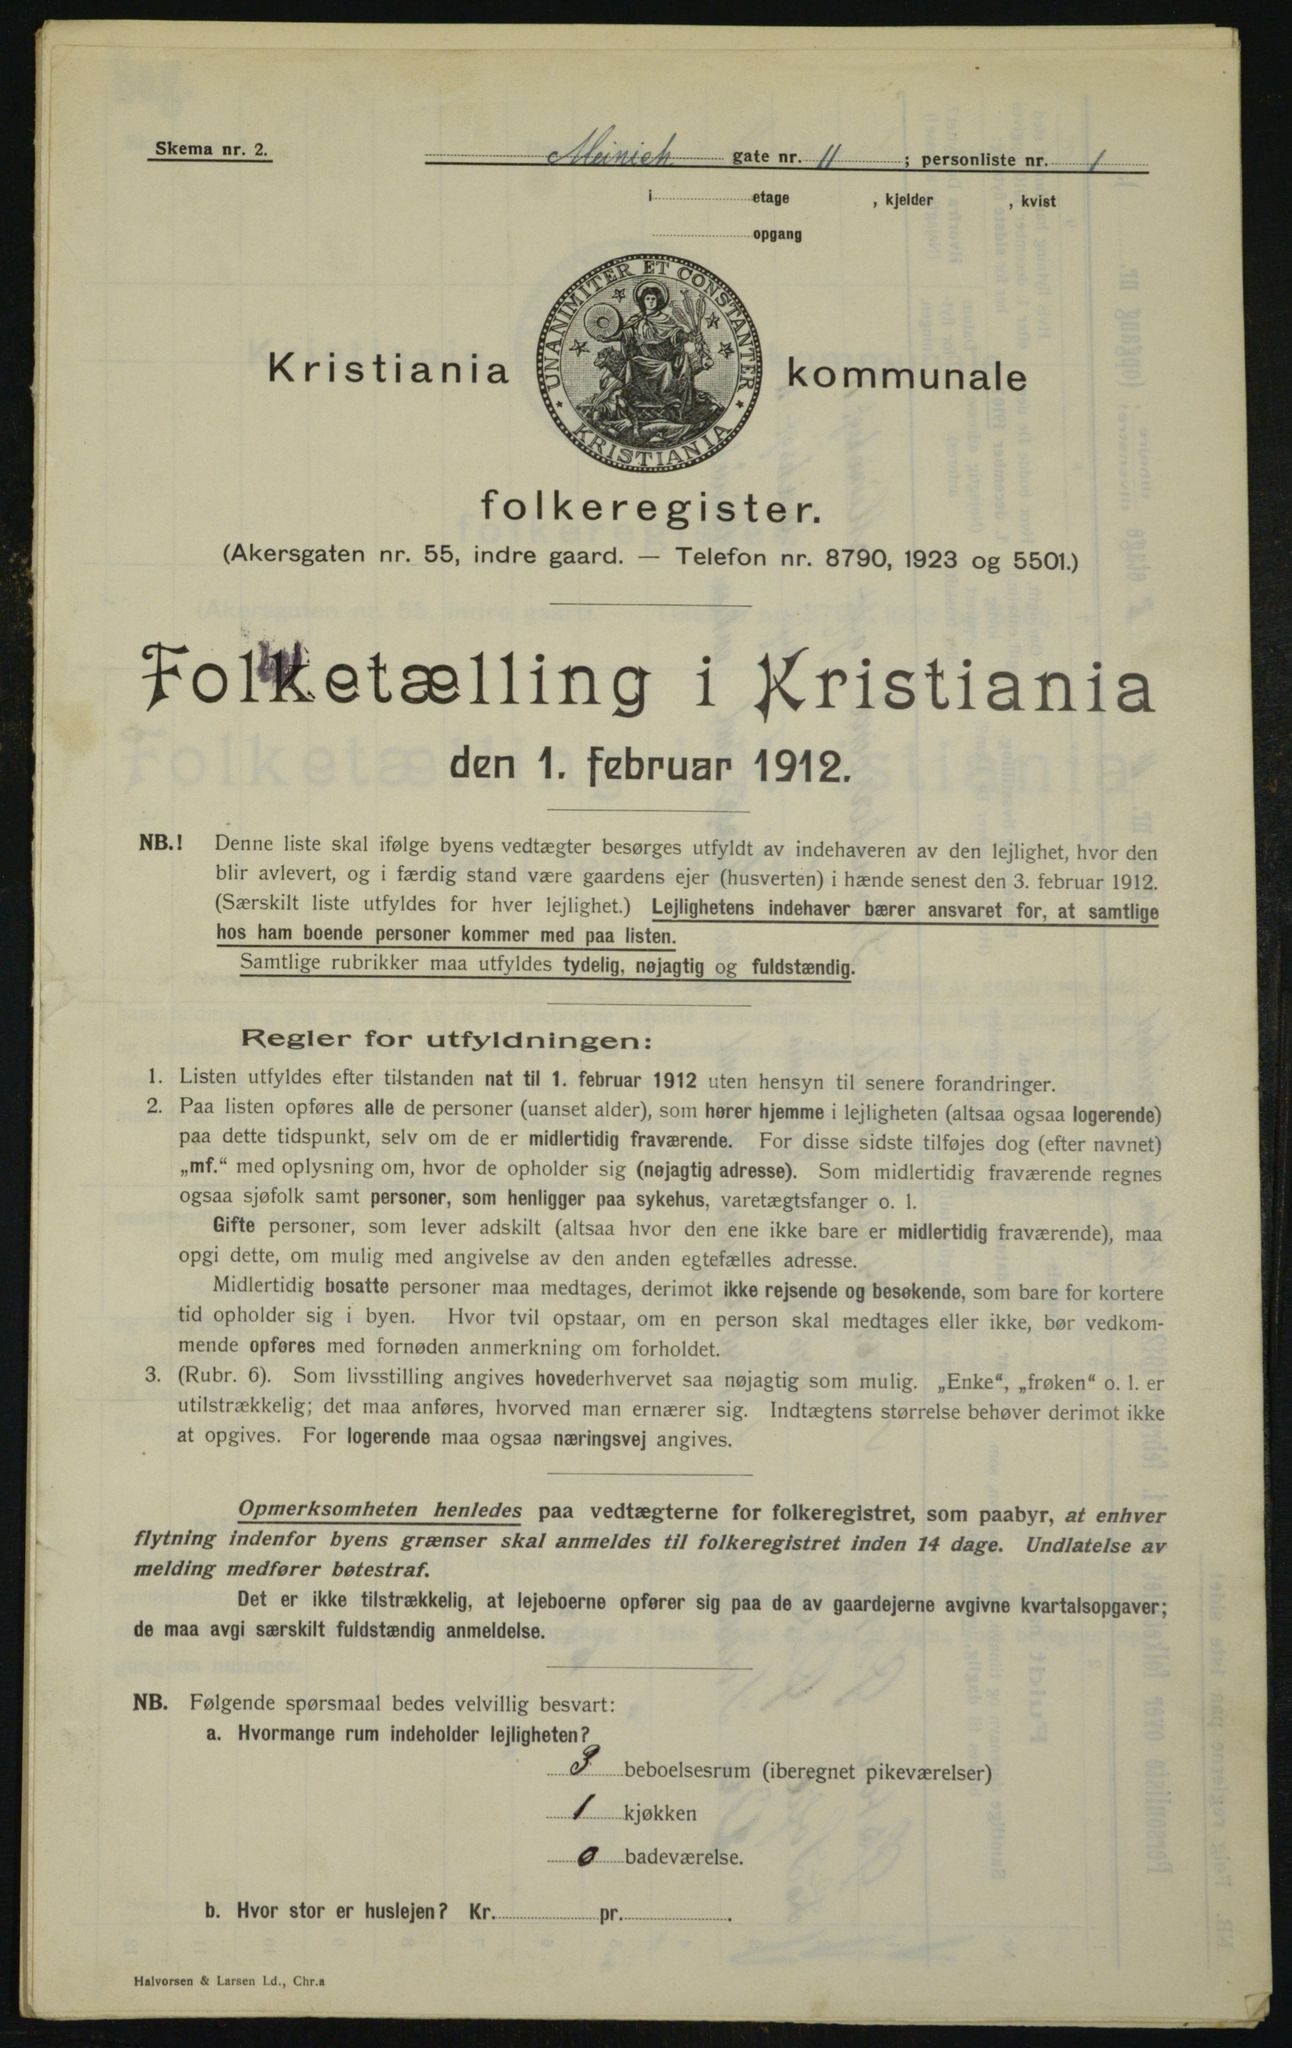 Skema nr. 2.
Meinich gate nr. 11 ; personliste nr. 1
i etage , kjelder , kvist
opgang
UNANIMITER ET CONSTANTER
KRISTIANIA
Kristiania kommunale
folkeregister.
(Akersgaten nr. 55, indre gaard. — Telefon nr. 8790, 1923 og 5501.)
Folketælling i Kristiania
den 1. februar 1912.
NB.! Denne liste skal ifølge byens vedtægter besørges utfyldt av indehaveren av den lejlighet, hvor den
blir avlevert, og i færdig stand være gaardens ejer (husverten) i hænde senest den 3. februar 1912.
(Særskilt liste utfyldes for hver lejlighet.) Lejlighetens indehaver bærer ansvaret for, at samtlige
hos ham boende personer kommer med paa listen.
Samtlige rubrikker maa utfyldes tydelig, nøjagtig og fuldstændig.
Regler for utfyldningen:
1. Listen utfyldes efter tilstanden nat til 1. februar 1912 uten hensyn til senere forandringer.
2. Paa listen opføres alle de personer (uanset alder), som hører hjemme i lejligheten (altsaa ogsaa logerende)
paa dette tidspunkt, selv om de er midlertidig fraværende. For disse sidste tilføjes dog (efter navnet)
„mf.“ med oplysning om, hvor de opholder sig (nøjagtig adresse). Som midlertidig fraværende regnes
ogsaa sjøfolk samt personer, som henligger paa sykehus, varetægtsfanger o. l.
Gifte personer, som lever adskilt (altsaa hvor den ene ikke bare er midlertidig fraværende), maa
opgi dette, om mulig med angivelse av den anden egtefælles adresse.
Midlertidig bosatte personer maa medtages, derimot ikke rejsende og besøkende, som bare for kortere
tid opholder sig i byen. Hvor tvil opstaar, om en person skal medtages eller ikke, bør vedkom-
mende opføres med fornøden anmerkning om forholdet.
3. (Rubr. 6). Som livsstilling angives hovederhvervet saa nøjagtig som mulig. „Enke“, „frøken“ o. l. er
utilstrækkelig; det maa anføres, hvorved man ernærer sig. Indtægtens størrelse behøver derimot ikke
at opgives. For logerende maa ogsaa næringsvej angives.
Opmerksomheten henledes paa vedtægterne for folkeregistret, som paabyr, at enhver
flytning indenfor byens grænser skal anmeldes til folkeregistret inden 14 dage. Undlatelse av
melding medfører bøtestraf.
Det er ikke tilstrækkelig, at lejeboerne opfører sig paa de av gaardejerne avgivne kvartalsopgaver;
de maa avgi særskilt fuldstændig anmeldelse.
NB. Følgende spørsmaal bedes velvillig besvart:
a. Hvormange rum indeholder lejligheten?
3 beboelsesrum (iberegnet pikeværelser)
1 kjøkken
0 badeværelse.
b. Hvor stor er huslejen? Kr. pr. .
Halvorsen & Larsen Ld., Chr.a